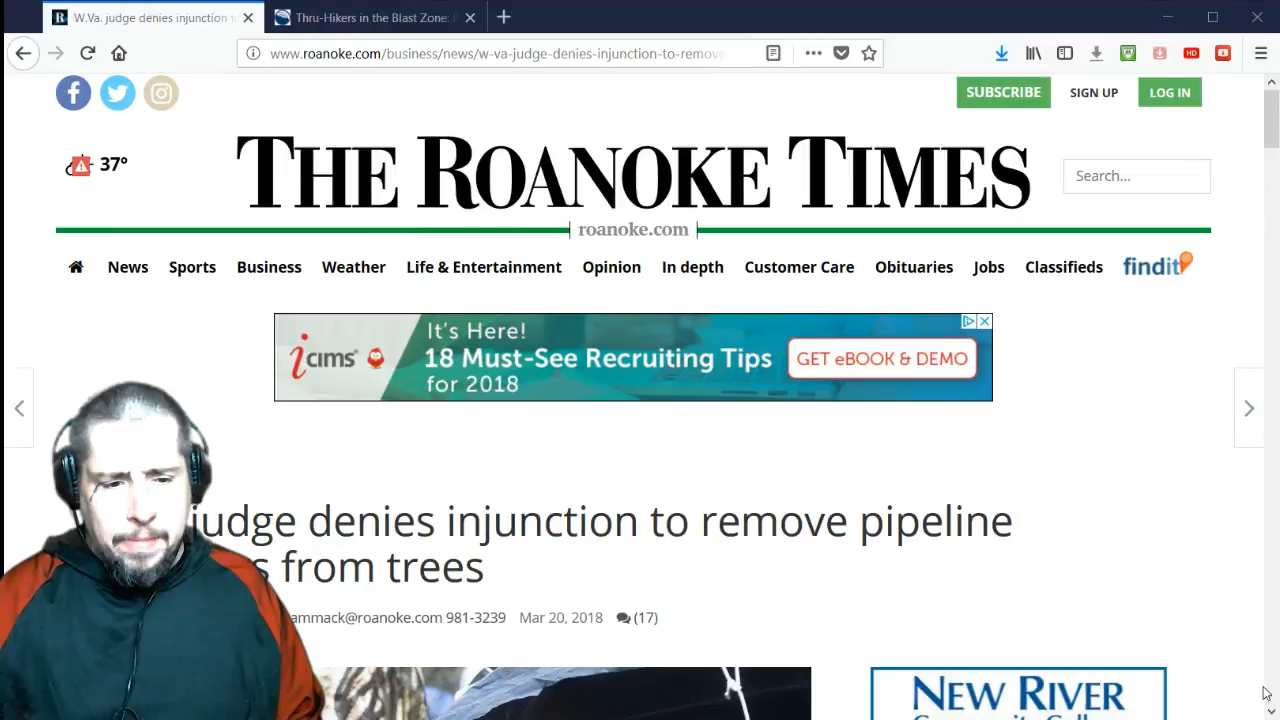 W.Va. judge denies injunction t
Thru-Hikers in the Blast Zone:
www.roanoke.com/business/news/w-va-judge-denies-injunction-to-remove
HD
SUBSCRIBE
SIGN UP
LOG IN
37°
THE ROANOKE TIMES
Search...
roanoke.com
News Sports Business Weather Life & Entertainment Opinion In depth Customer Care Obituaries Jobs Classifieds findit
iCIMS
It's Here!
18 Must-See Recruiting Tips
for 2018
GET eBOOK & DEMO
judge denies injunction to remove pipeline
s from trees
ammack@roanoke.com 981-3239 Mar 20, 2018 (17)
NEW RIVER